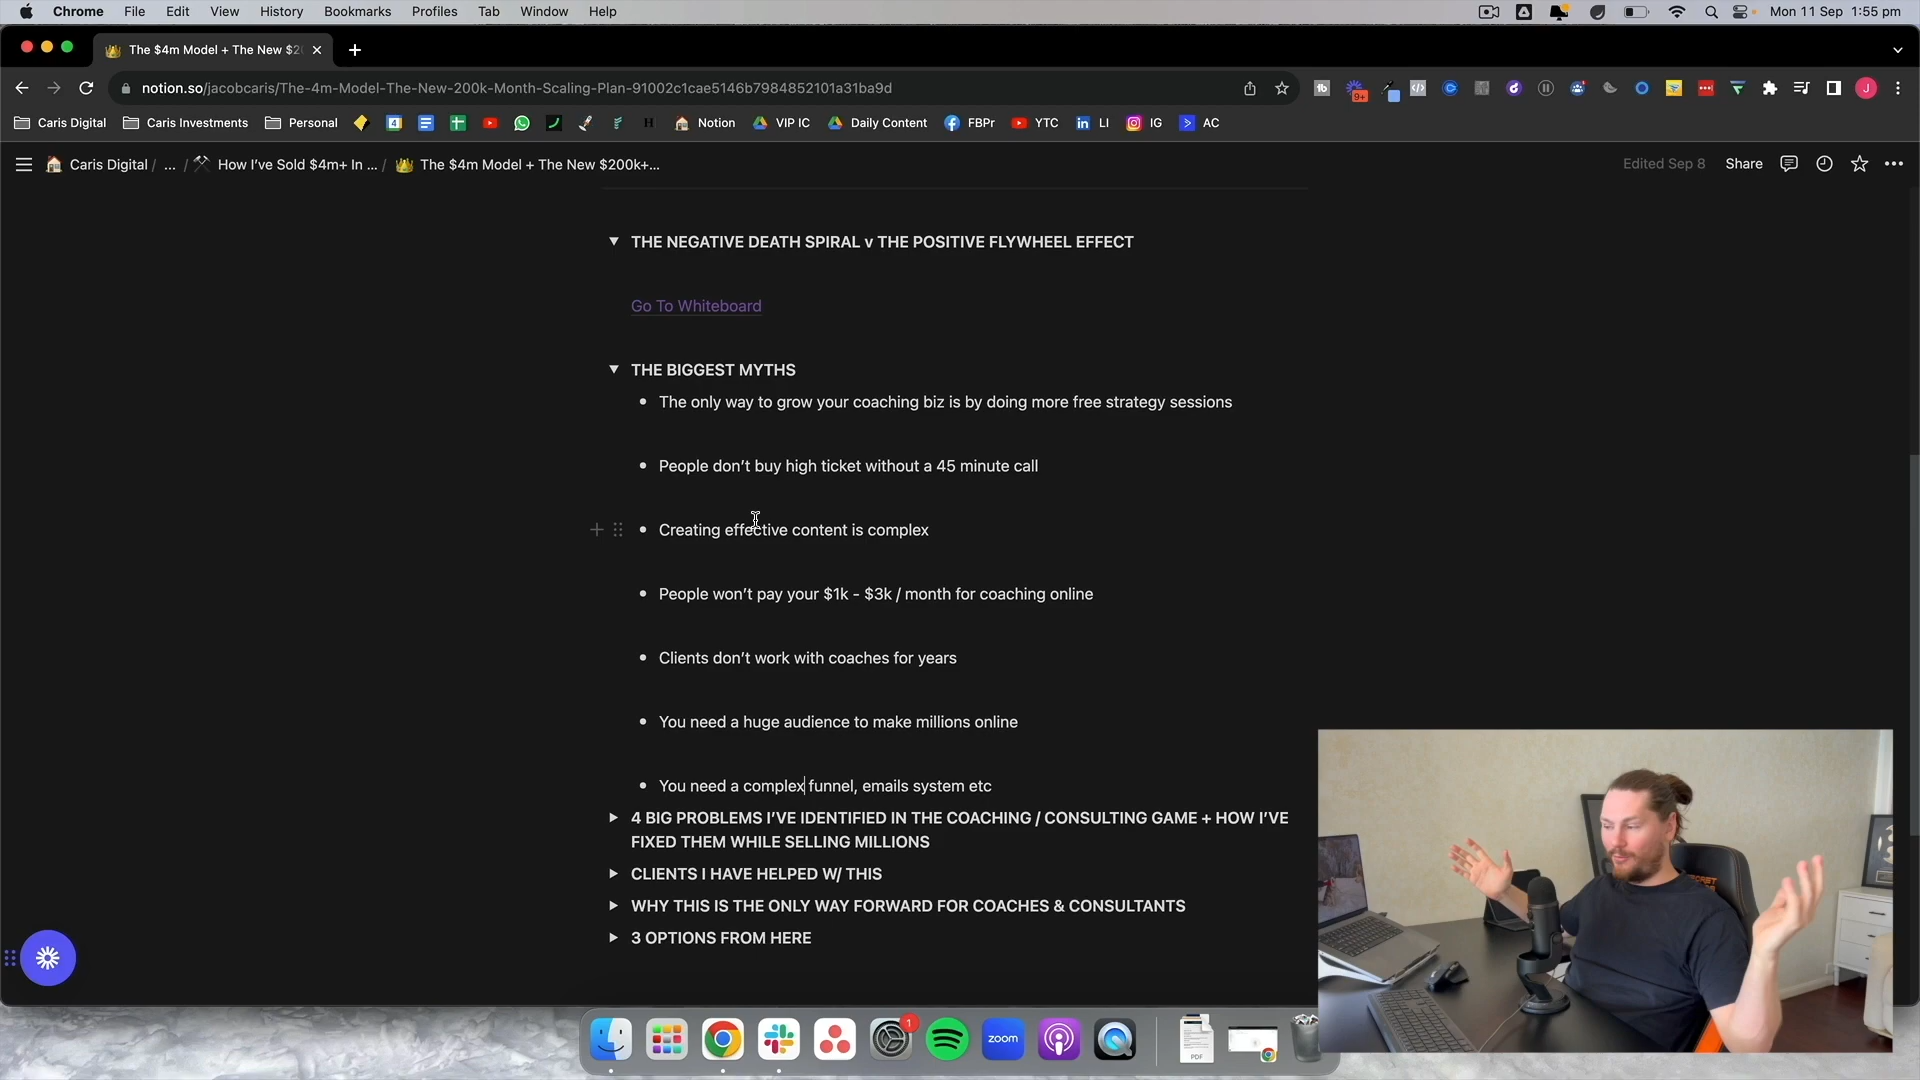 Chrome File Edit View History Bookmarks Profiles Tab Window Help Mon 11 Sep 1:55 pm
The $4m Model + The New $20
notion.so/jacobcaris/The-4m-Model-The-New-200k-Month-Scaling-Plan-91002c1cae5146b7984852101a31ba9d 9+ J
Caris Digital Caris Investments Personal 4 H Notion VIP IC Daily Content FBPr YTC LI IG AC
Caris Digital / ... / How I've Sold $4m+ In ... / The $4m Model + The New $200k+... Edited Sep 8 Share
THE NEGATIVE DEATH SPIRAL v THE POSITIVE FLYWHEEL EFFECT
Go To Whiteboard
THE BIGGEST MYTHS
• The only way to grow your coaching biz is by doing more free strategy sessions
• People don't buy high ticket without a 45 minute call
• Creating effective content is complex
• People won't pay your $1k - $3k / month for coaching online
• Clients don't work with coaches for years
• You need a huge audience to make millions online
• You need a complex funnel, emails system etc
4 BIG PROBLEMS I'VE IDENTIFIED IN THE COACHING / CONSULTING GAME + HOW I'VE
FIXED THEM WHILE SELLING MILLIONS
CLIENTS I HAVE HELPED W/ THIS
WHY THIS IS THE ONLY WAY FORWARD FOR COACHES & CONSULTANTS
3 OPTIONS FROM HERE
1
zoom
PDF